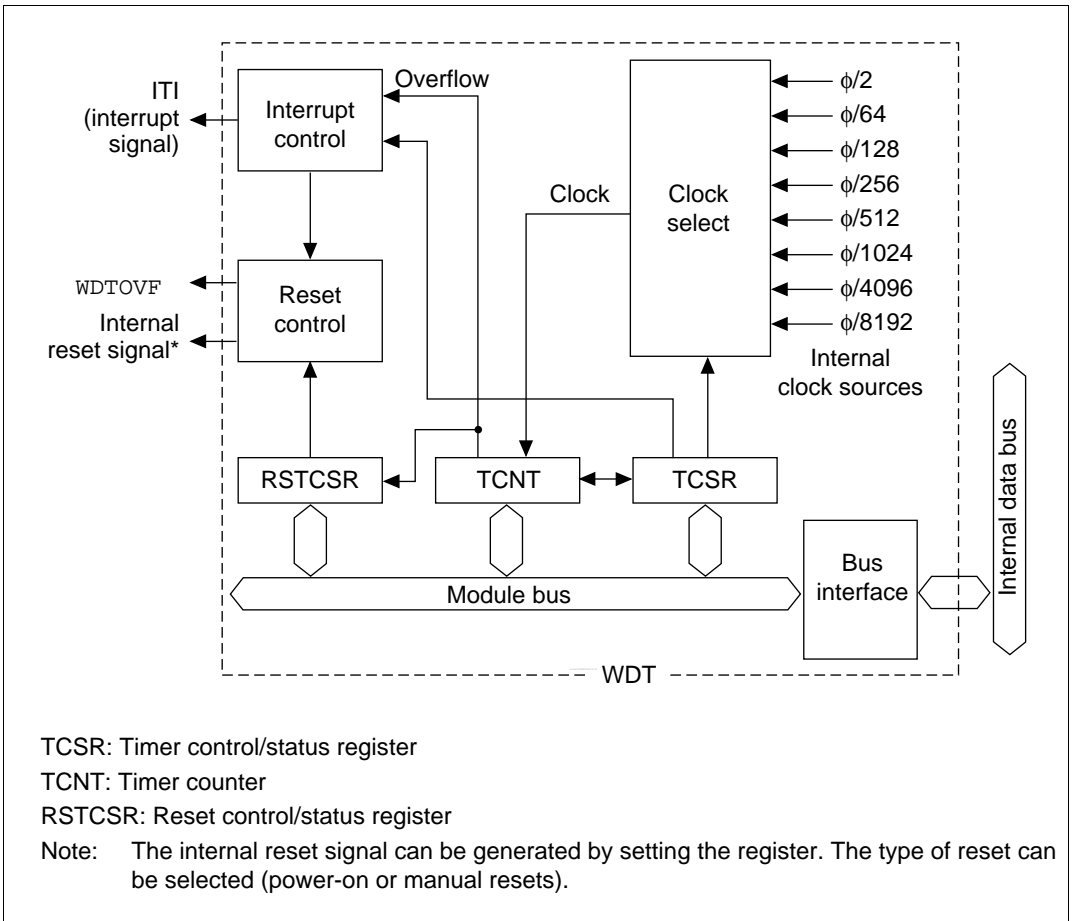 ITI
(interrupt
signal)
Interrupt
control
Overflow
Clock
Clock
select
ϕ/2
ϕ/64
ϕ/128
ϕ/256
ϕ/512
ϕ/1024
ϕ/4096
ϕ/8192
Internal
clock sources
WDTOVF
Internal
reset signal*
Reset
control
RSTCSR
TCNT
TCSR
Module bus
Bus
interface
Internal data bus
WDT
TCSR: Timer control/status register
TCNT: Timer counter
RSTCSR: Reset control/status register
Note: The internal reset signal can be generated by setting the register. The type of reset can
be selected (power-on or manual resets).